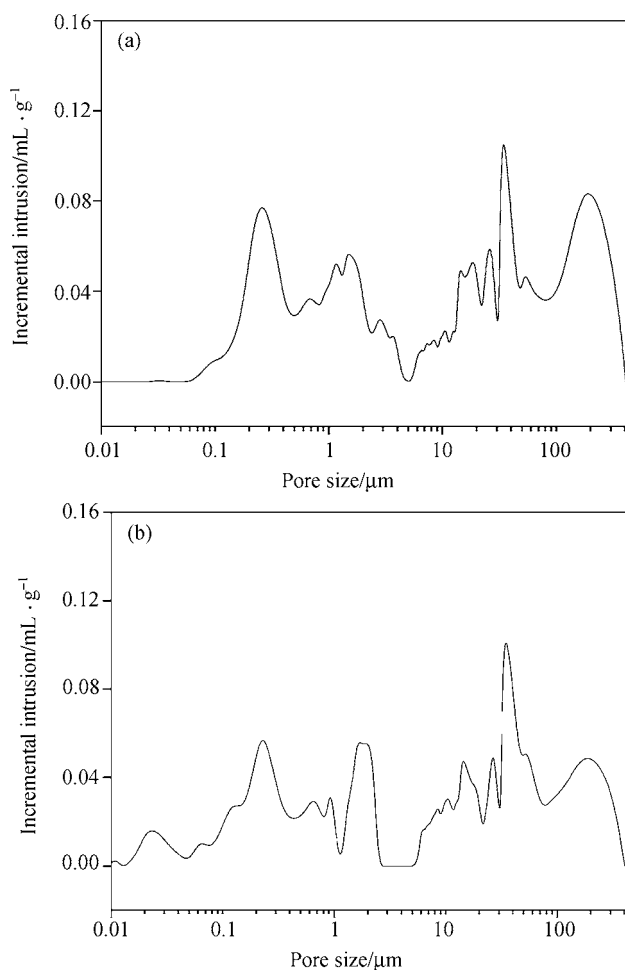 (a)
Incremental intrusion/mL · g⁻¹
0.16
0.12
0.08
0.04
0.00
0.01 0.1 1 10 100
Pore size/μm
(b)
Incremental intrusion/mL · g⁻¹
0.16
0.12
0.08
0.04
0.00
0.01 0.1 1 10 100
Pore size/μm